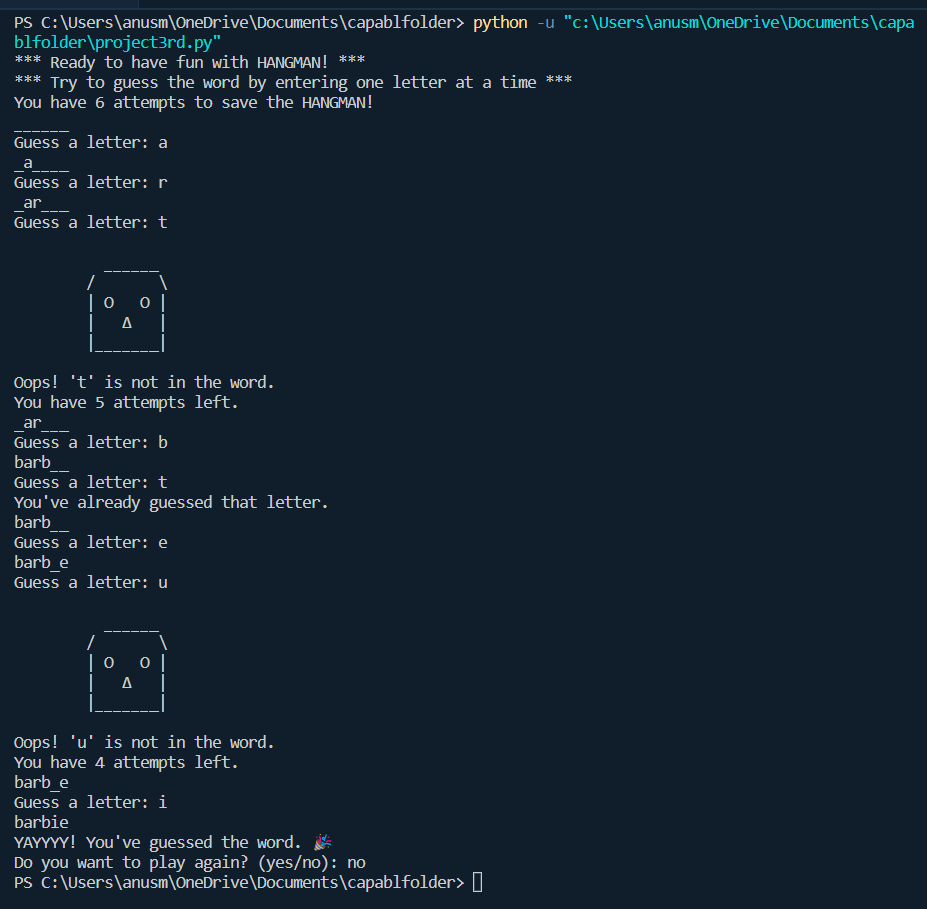 PS C:\Users\anusm\OneDrive\Documents\capablfolder> python -u "c:\Users\anusm\OneDrive\Documents\capa
blfolder\project3rd.py"
*** Ready to have fun with HANGMAN! ***
*** Try to guess the word by entering one letter at a time ***
You have 6 attempts to save the HANGMAN!
______
Guess a letter: a
_a____
Guess a letter: r
_ar___
Guess a letter: t
          ______
        /       \
        | O   O |
        |   Δ   |
        |_______|
Oops! 't' is not in the word.
You have 5 attempts left.
_ar___
Guess a letter: b
barb__
Guess a letter: t
You've already guessed that letter.
barb__
Guess a letter: e
barb_e
Guess a letter: u
          ______
        /       \
        | O   O |
        |   Δ   |
        |_______|
Oops! 'u' is not in the word.
You have 4 attempts left.
barb_e
Guess a letter: i
barbie
YAYYYY! You've guessed the word. 🎉
Do you want to play again? (yes/no): no
PS C:\Users\anusm\OneDrive\Documents\capablfolder>